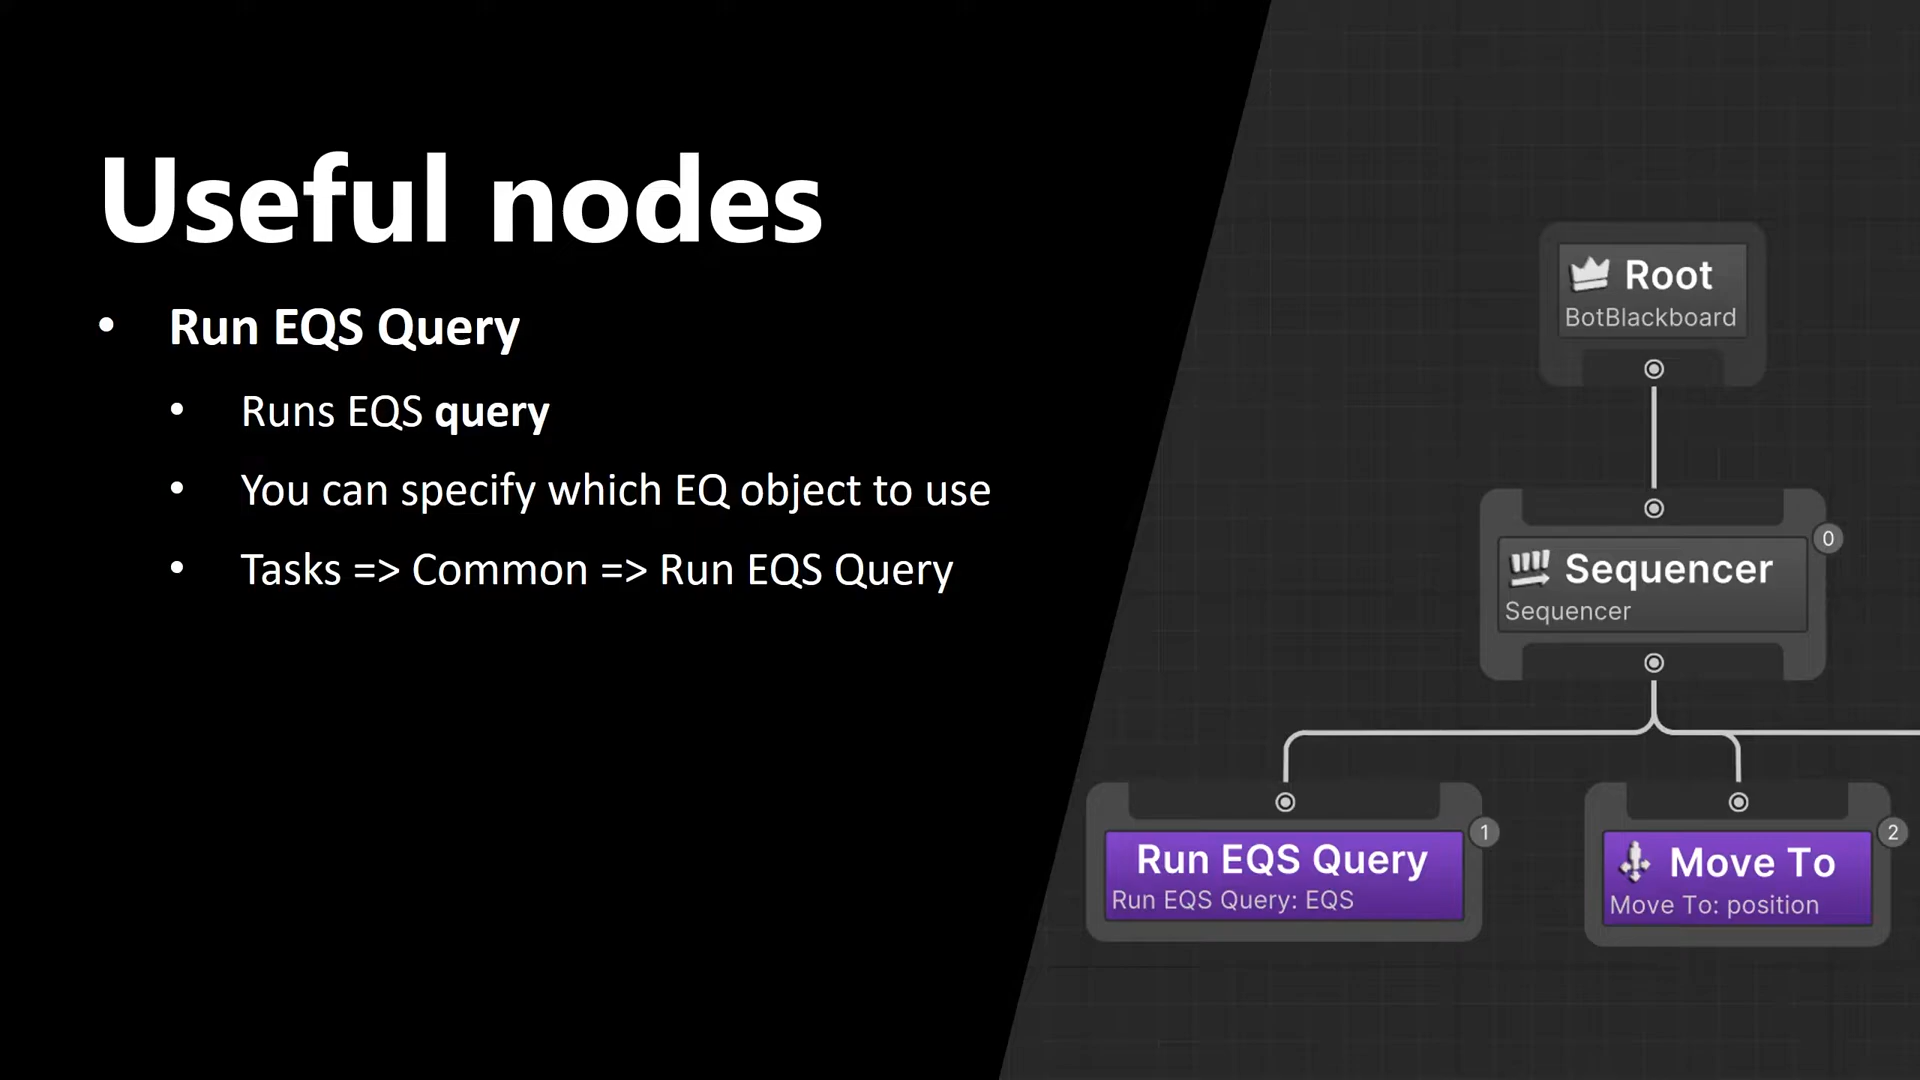 Useful nodes
• Run EQS Query
• Runs EQS query
• You can specify which EQ object to use
• Tasks => Common => Run EQS Query
Root
BotBlackboard
0
Sequencer
Sequencer
1
Run EQS Query
Run EQS Query: EQS
2
Move To
Move To: position